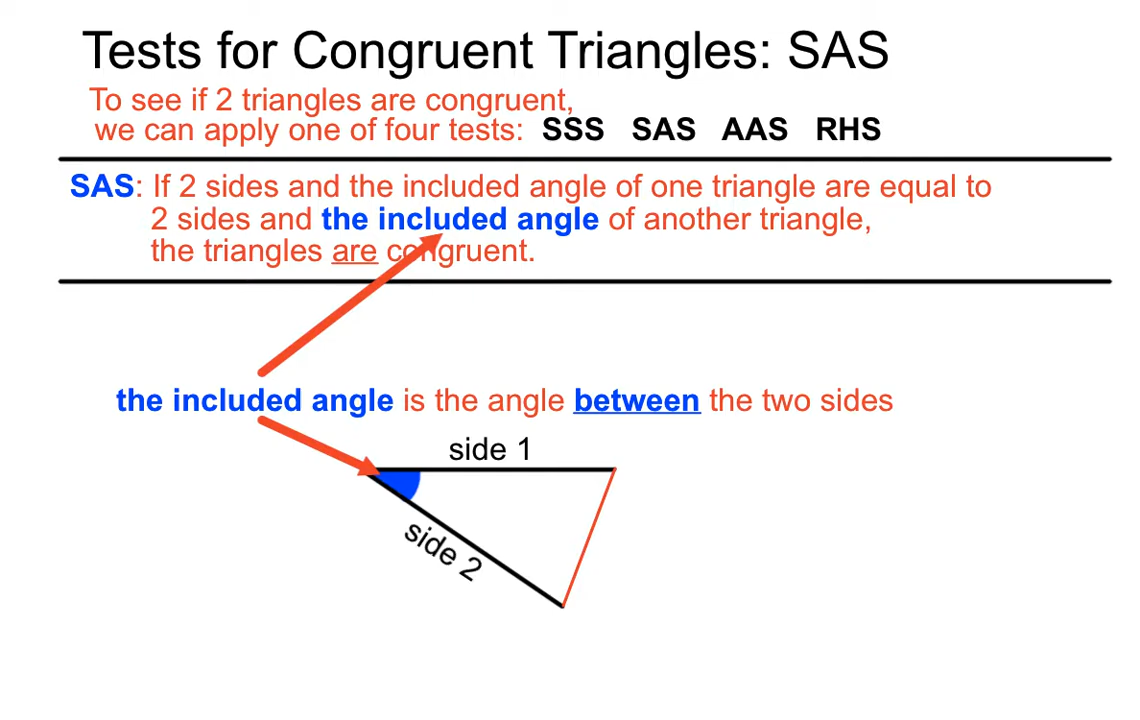 Tests for Congruent Triangles: SAS
To see if 2 triangles are congruent,
we can apply one of four tests: SSS SAS AAS RHS
SAS: If 2 sides and the included angle of one triangle are equal to
2 sides and the included angle of another triangle,
the triangles are congruent.
the included angle is the angle between the two sides
side 1
side 2